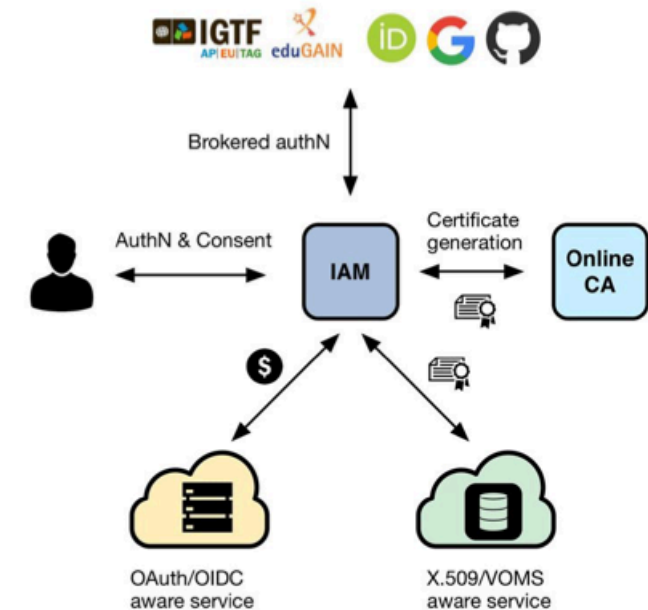 IGTF
AP|EU|TAG
eduGAIN
iD
G
Brokered authN
AuthN & Consent
IAM
Certificate
generation
Online
CA
$
OAuth/OIDC
aware service
X.509/VOMS
aware service